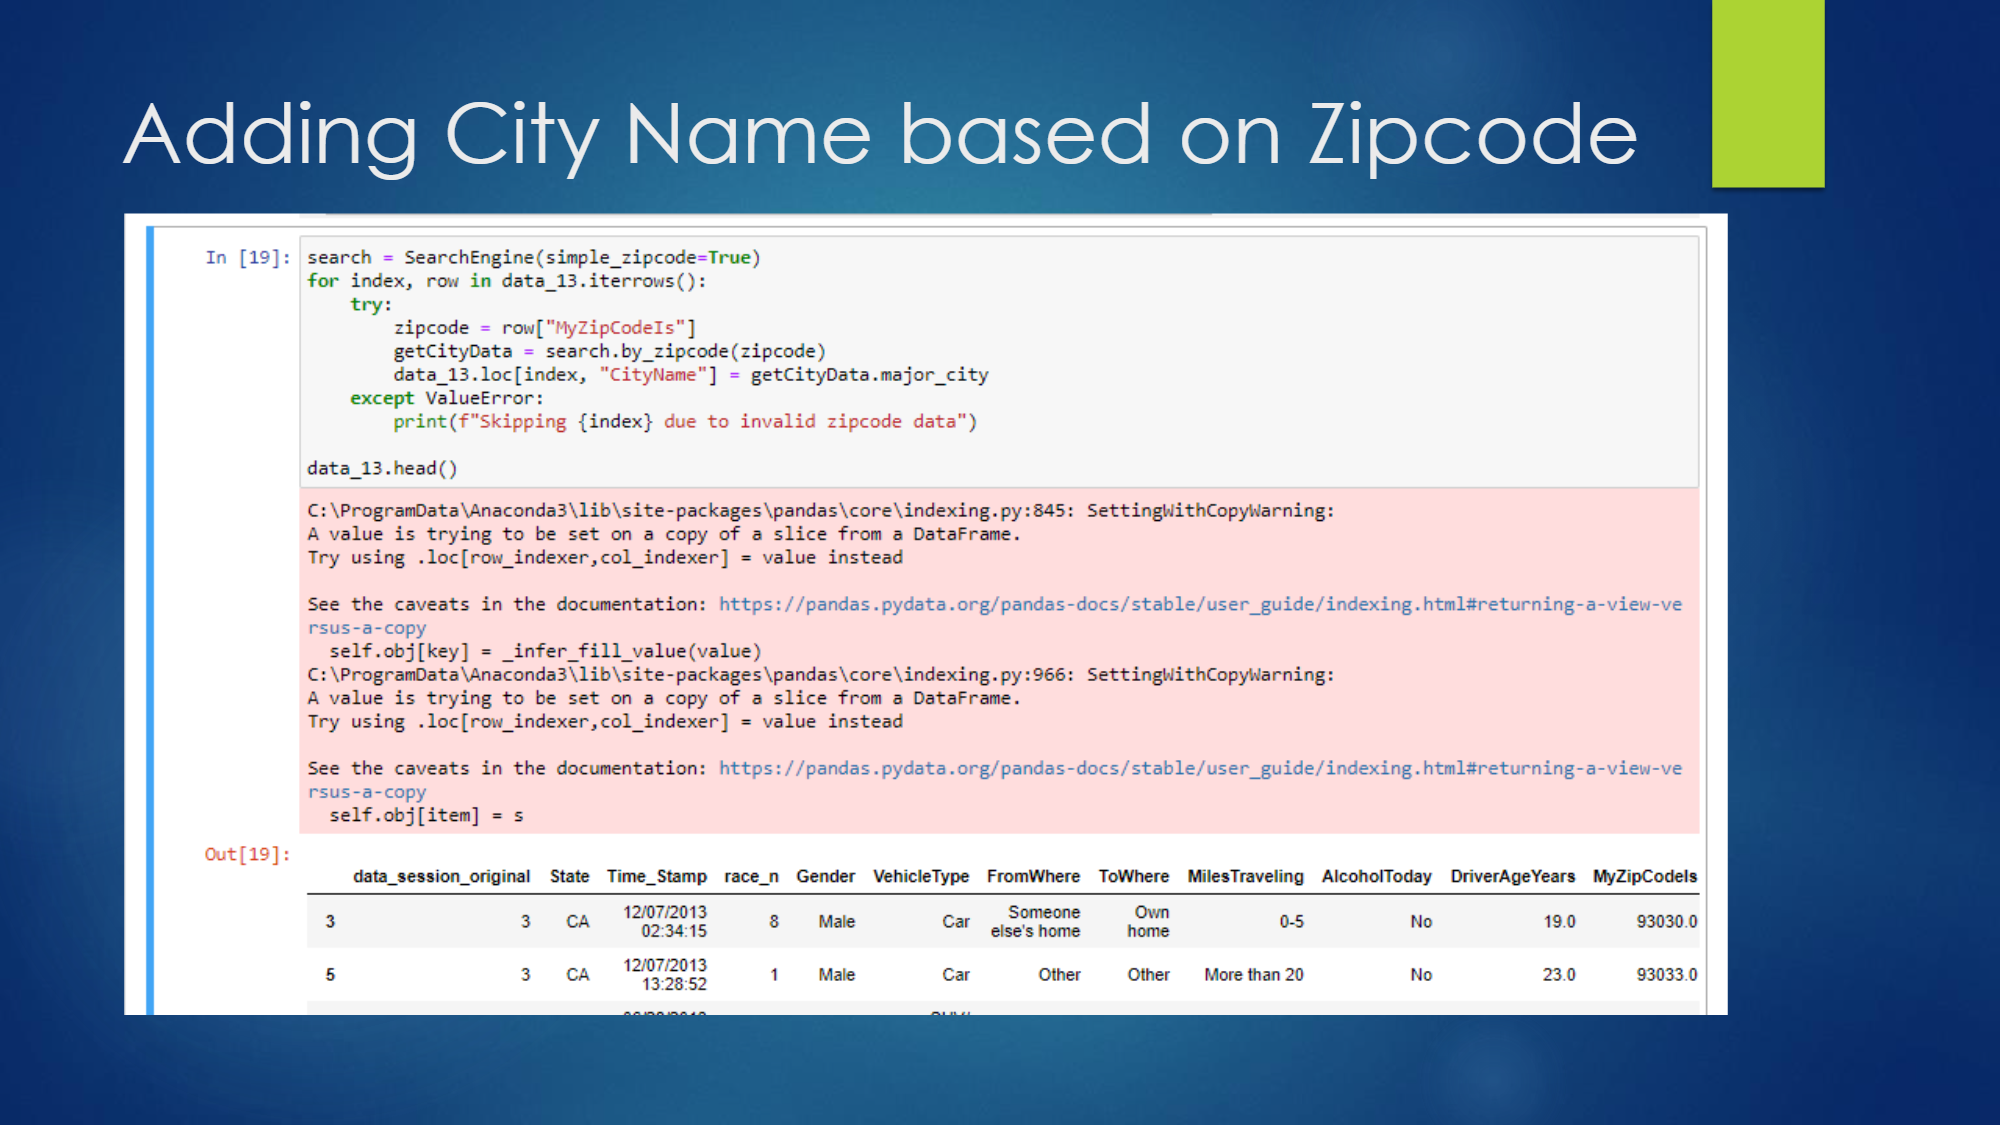 Adding City Name based on Zipcode
In [19]: search = SearchEngine(simple_zipcode=True)
for index, row in data_13.iterrows():
    try:
        zipcode = row["MyZipCodeIs"]
        getCityData = search.by_zipcode(zipcode)
        data_13.loc[index, "CityName"] = getCityData.major_city
    except ValueError:
        print(f"Skipping {index} due to invalid zipcode data")
data_13.head()
C:\ProgramData\Anaconda3\lib\site-packages\pandas\core\indexing.py:845: SettingWithCopyWarning:
A value is trying to be set on a copy of a slice from a DataFrame.
Try using .loc[row_indexer,col_indexer] = value instead
See the caveats in the documentation: https://pandas.pydata.org/pandas-docs/stable/user_guide/indexing.html#returning-a-view-ve
rsus-a-copy
  self.obj[key] = _infer_fill_value(value)
C:\ProgramData\Anaconda3\lib\site-packages\pandas\core\indexing.py:966: SettingWithCopyWarning:
A value is trying to be set on a copy of a slice from a DataFrame.
Try using .loc[row_indexer,col_indexer] = value instead
See the caveats in the documentation: https://pandas.pydata.org/pandas-docs/stable/user_guide/indexing.html#returning-a-view-ve
rsus-a-copy
  self.obj[item] = s
Out[19]:
data_session_original State Time_Stamp race_n Gender VehicleType FromWhere ToWhere MilesTraveling AlcoholToday DriverAgeYears MyZipCodeIs
3 3 CA 12/07/2013 02:34:15 8 Male Car Someone else's home Own home 0-5 No 19.0 93030.0
5 3 CA 12/07/2013 13:28:52 1 Male Car Other Other More than 20 No 23.0 93033.0